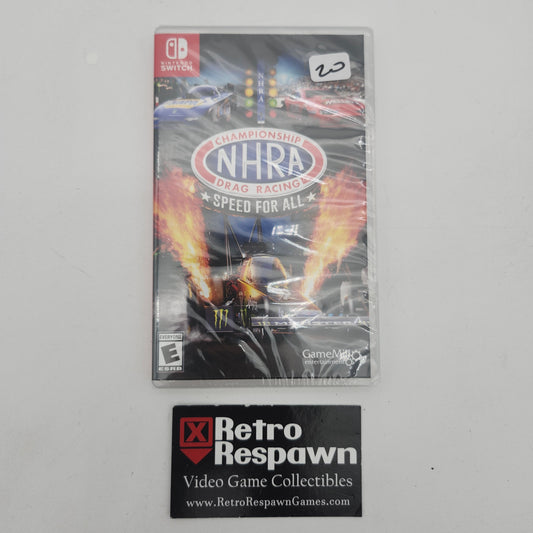 NINTENDO
SWITCH
20
NHRA
CHAMPIONSHIP
NHRA
DRAG RACING
SPEED FOR ALL
EVERYONE
E
ESRB
GameMill
entertainment
X Retro
Respawn
Video Game Collectibles
www.RetroRespawnGames.com